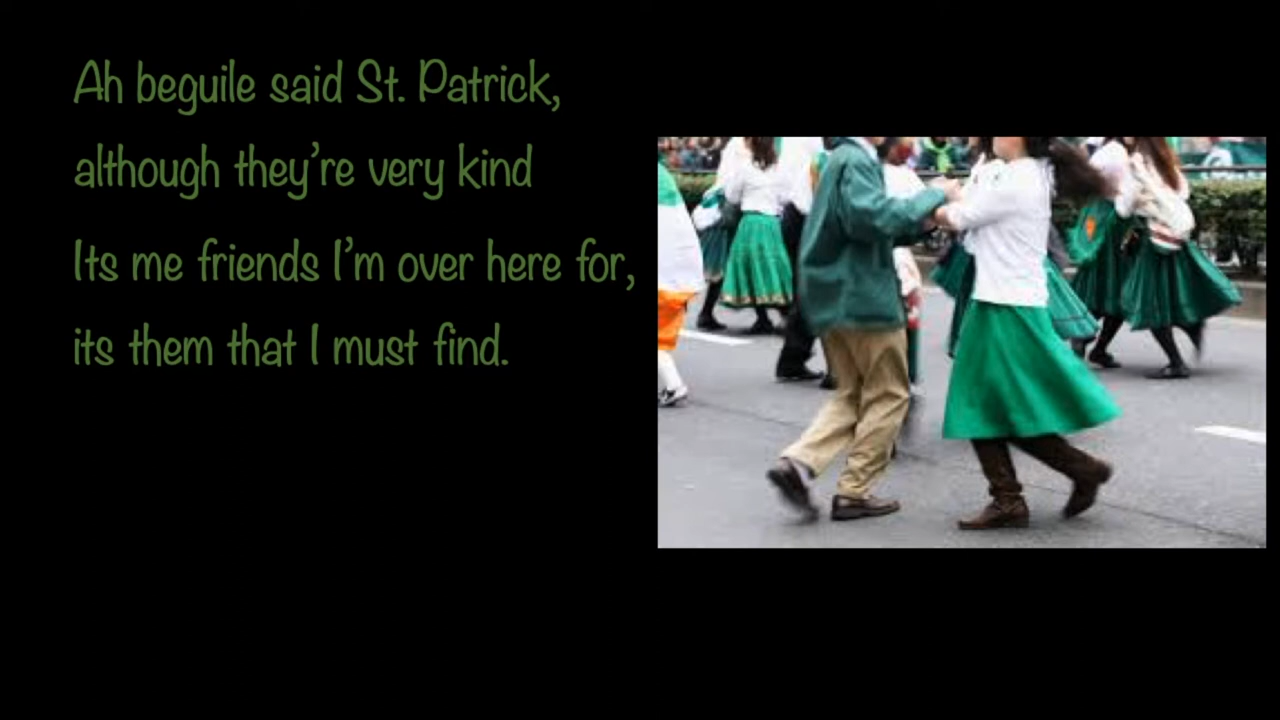 Ah beguile said St. Patrick,
although they're very kind
Its me friends I'm over here for,
its them that I must find.